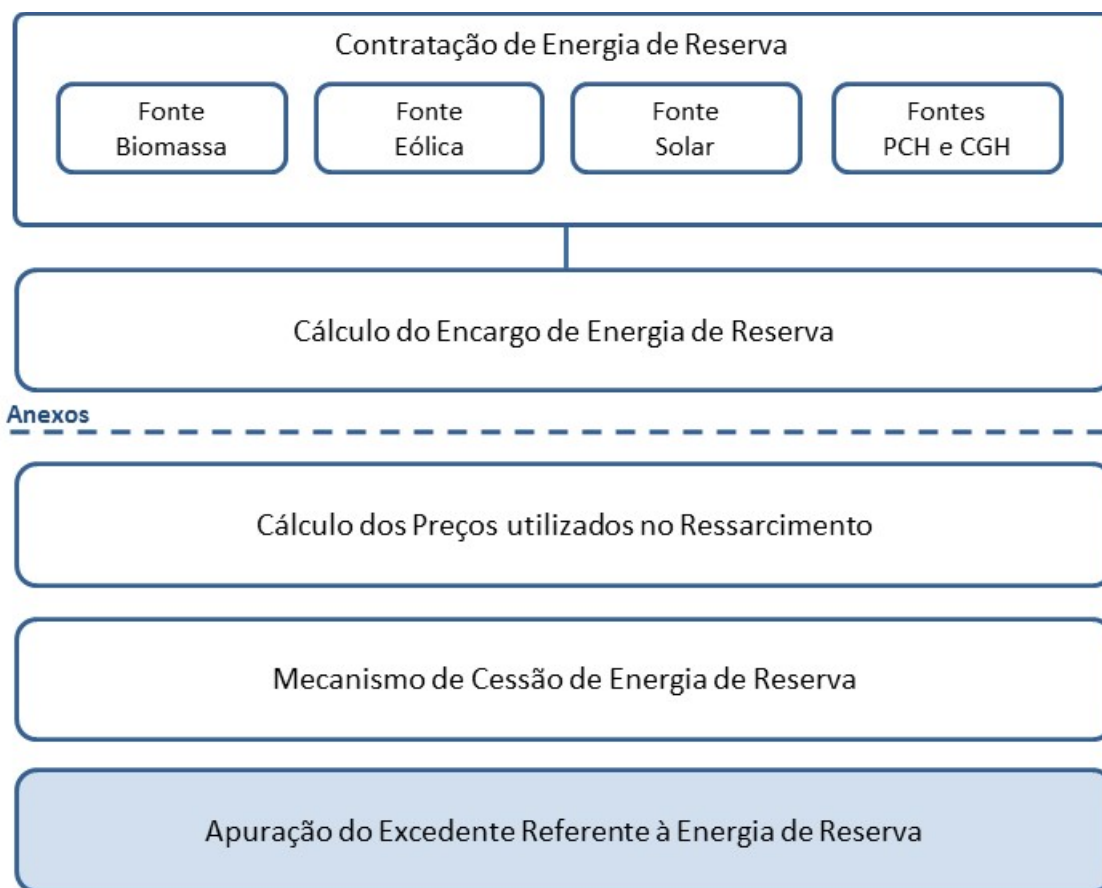 Contratação de Energia de Reserva
Fonte
Biomassa
Fonte
Eólica
Fonte
Solar
Fontes
PCH e CGH
Cálculo do Encargo de Energia de Reserva
Anexos
Cálculo dos Preços utilizados no Ressarcimento
Mecanismo de Cessão de Energia de Reserva
Apuração do Excedente Referente à Energia de Reserva